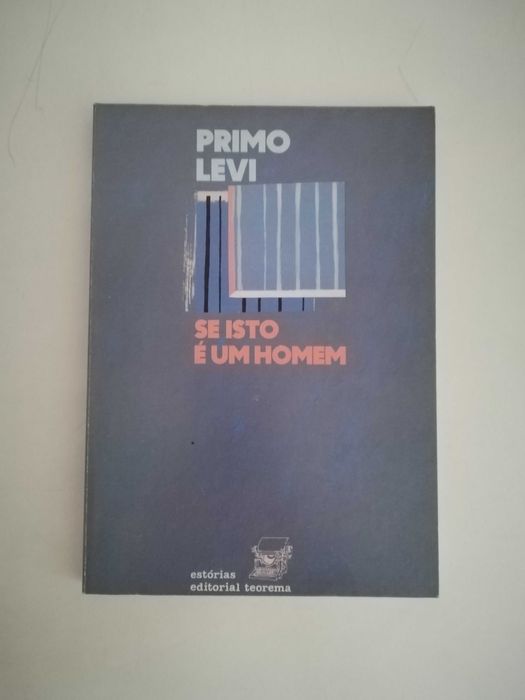 PRIMO
LEVI
SE ISTO
É UM HOMEM
estórias
editorial teorema